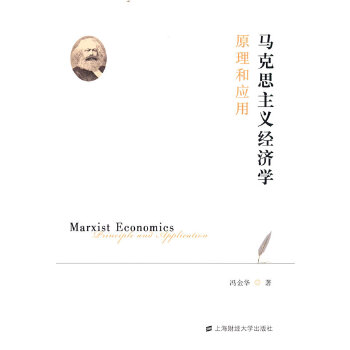 马克思主义经济学
原理和应用
Marxist Economics
Principle and Application
冯金华 著
上海财经大学出版社